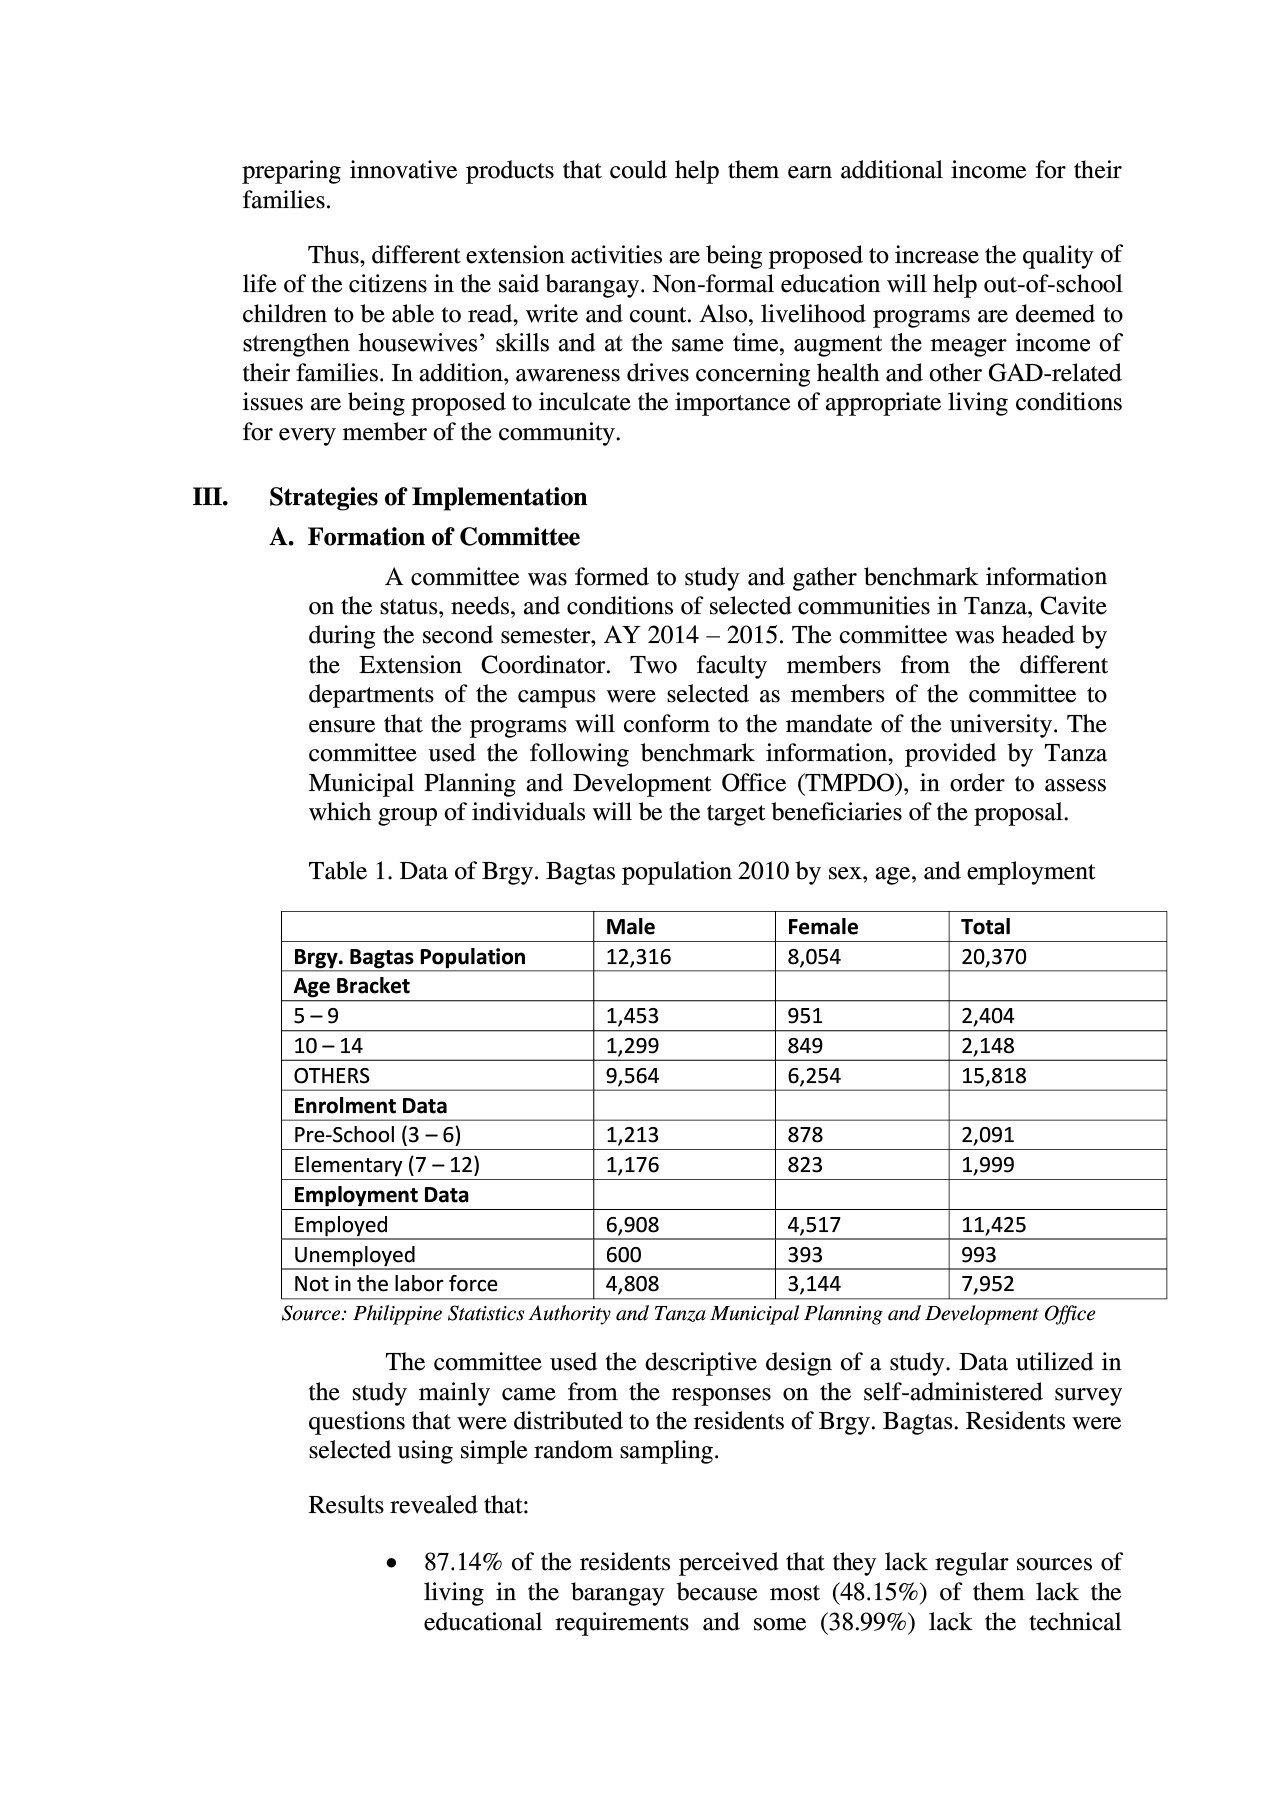 preparing innovative products that could help them earn additional income for their
families.
Thus, different extension activities are being proposed to increase the quality of
life of the citizens in the said barangay. Non-formal education will help out-of-school
children to be able to read, write and count. Also, livelihood programs are deemed to
strengthen housewives’ skills and at the same time, augment the meager income of
their families. In addition, awareness drives concerning health and other GAD-related
issues are being proposed to inculcate the importance of appropriate living conditions
for every member of the community.
III. Strategies of Implementation
A. Formation of Committee
A committee was formed to study and gather benchmark information
on the status, needs, and conditions of selected communities in Tanza, Cavite
during the second semester, AY 2014 – 2015. The committee was headed by
the Extension Coordinator. Two faculty members from the different
departments of the campus were selected as members of the committee to
ensure that the programs will conform to the mandate of the university. The
committee used the following benchmark information, provided by Tanza
Municipal Planning and Development Office (TMPDO), in order to assess
which group of individuals will be the target beneficiaries of the proposal.
Table 1. Data of Brgy. Bagtas population 2010 by sex, age, and employment
Male Female Total
Brgy. Bagtas Population 12,316 8,054 20,370
Age Bracket
5 – 9 1,453 951 2,404
10 – 14 1,299 849 2,148
OTHERS 9,564 6,254 15,818
Enrolment Data
Pre-School (3 – 6) 1,213 878 2,091
Elementary (7 – 12) 1,176 823 1,999
Employment Data
Employed 6,908 4,517 11,425
Unemployed 600 393 993
Not in the labor force 4,808 3,144 7,952
Source: Philippine Statistics Authority and Tanza Municipal Planning and Development Office
The committee used the descriptive design of a study. Data utilized in
the study mainly came from the responses on the self-administered survey
questions that were distributed to the residents of Brgy. Bagtas. Residents were
selected using simple random sampling.
Results revealed that:
• 87.14% of the residents perceived that they lack regular sources of
living in the barangay because most (48.15%) of them lack the
educational requirements and some (38.99%) lack the technical